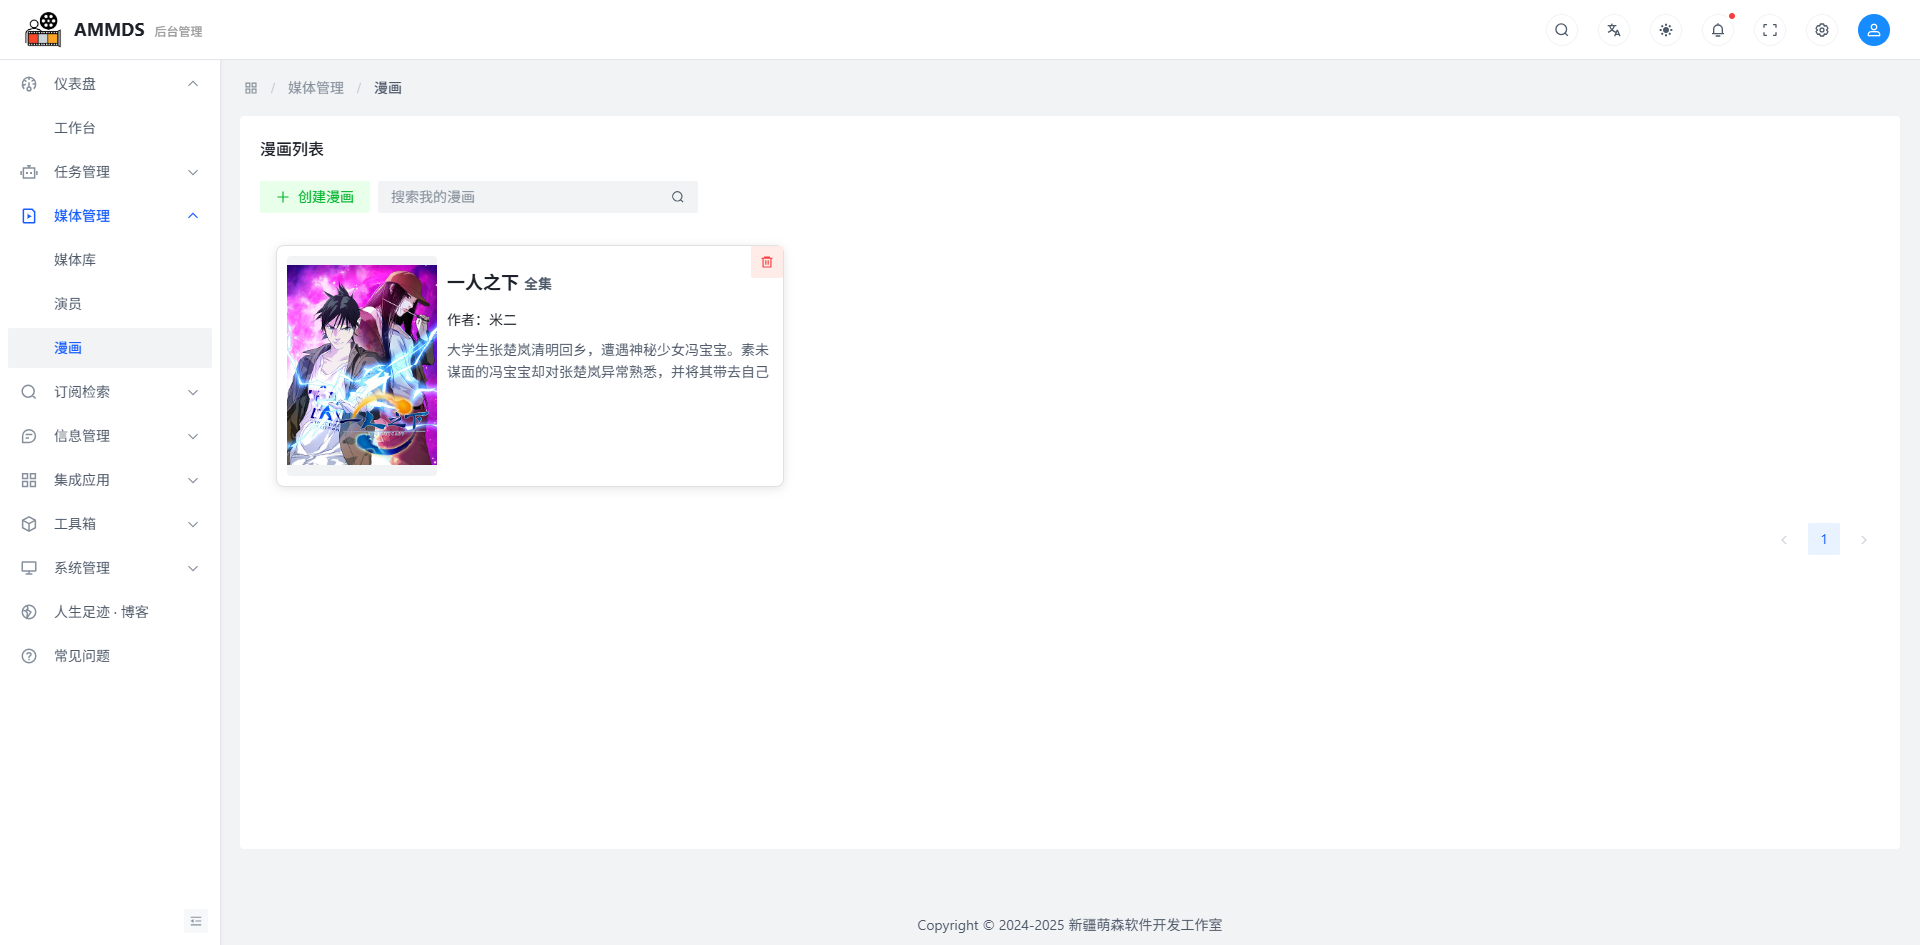 AMMDS 后台管理
仪表盘
工作台
任务管理
媒体管理
媒体库
演员
漫画
订阅检索
信息管理
集成应用
工具箱
系统管理
人生足迹 · 博客
常见问题
/ 媒体管理 / 漫画
漫画列表
创建漫画
搜索我的漫画
一人之下 全集
作者：米二
大学生张楚岚清明回乡，遭遇神秘少女冯宝宝。素未
谋面的冯宝宝却对张楚岚异常熟悉，并将其带去自己
1
Copyright © 2024-2025 新疆萌森软件开发工作室